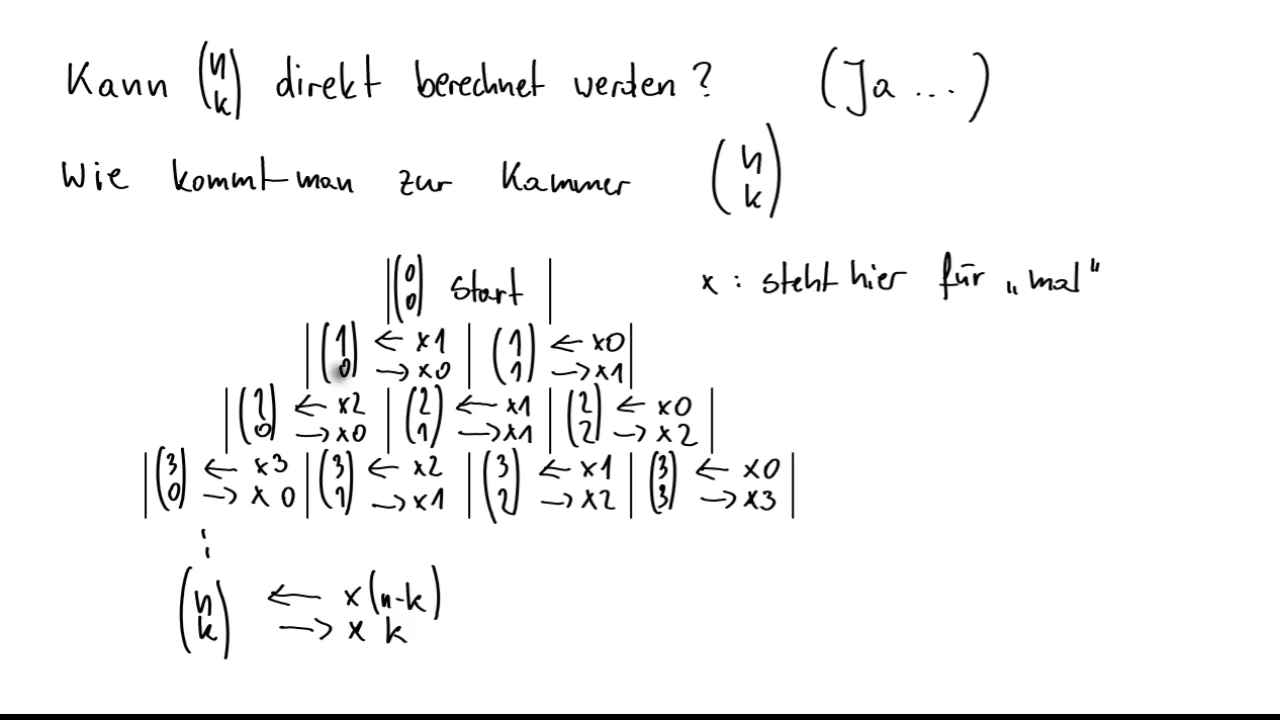 Kann (n k) direkt berechnet werden? (Ja ...)
Wie kommt man zur Kammer (n k)
|(0 0) Start| x : steht hier für „mal“
|(1 0) ← x1 → x0|(1 1) ← x0 → x1|
|(2 0) ← x2 → x0|(2 1) ← x1 → x1|(2 2) ← x0 → x2|
|(3 0) ← x3 → x0|(3 1) ← x2 → x1|(3 2) ← x1 → x2|(3 3) ← x0 → x3|
⋮
(n k) ← x(n-k) → x k